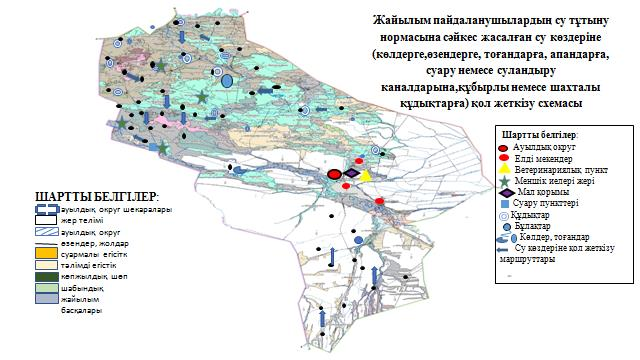 Жайылым пайдаланушылардың су тұтыну
нормасына сәйкес жасалған су көздеріне
(көлдерге,өзендерге, тоғандарға, апандарға,
суару немесе суландыру
каналдарына,құбырлы немесе шахталы
құдықтарға) қол жеткізу схемасы
Шартты белгілер:
Ауылдық округ
Елді мекендер
Ветеринариялық пункт
Меншік иелері жері
Мал қорымы
Суару пункттері
Құдықтар
Бұлақтар
Көлдер, тоғандар
Су көздеріне қол жеткізу
маршруттары
ШАРТТЫ БЕЛГІЛЕР:
ауылдық округ шекаралары
жер телімі
ауылдық округ
өзендер, жолдар
суармалы егісітк
тәлімді егістік
көпжылдық шөп
шабындық
жайылым
басқалары